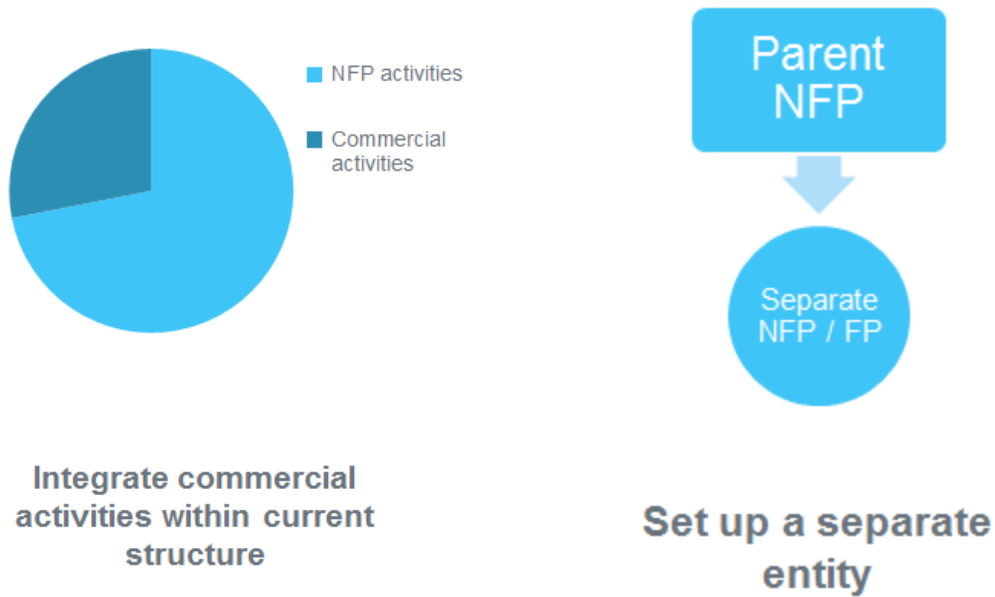 NFP activities
Commercial
activities
Integrate commercial
activities within current
structure
Parent
NFP
Separate
NFP / FP
Set up a separate
entity